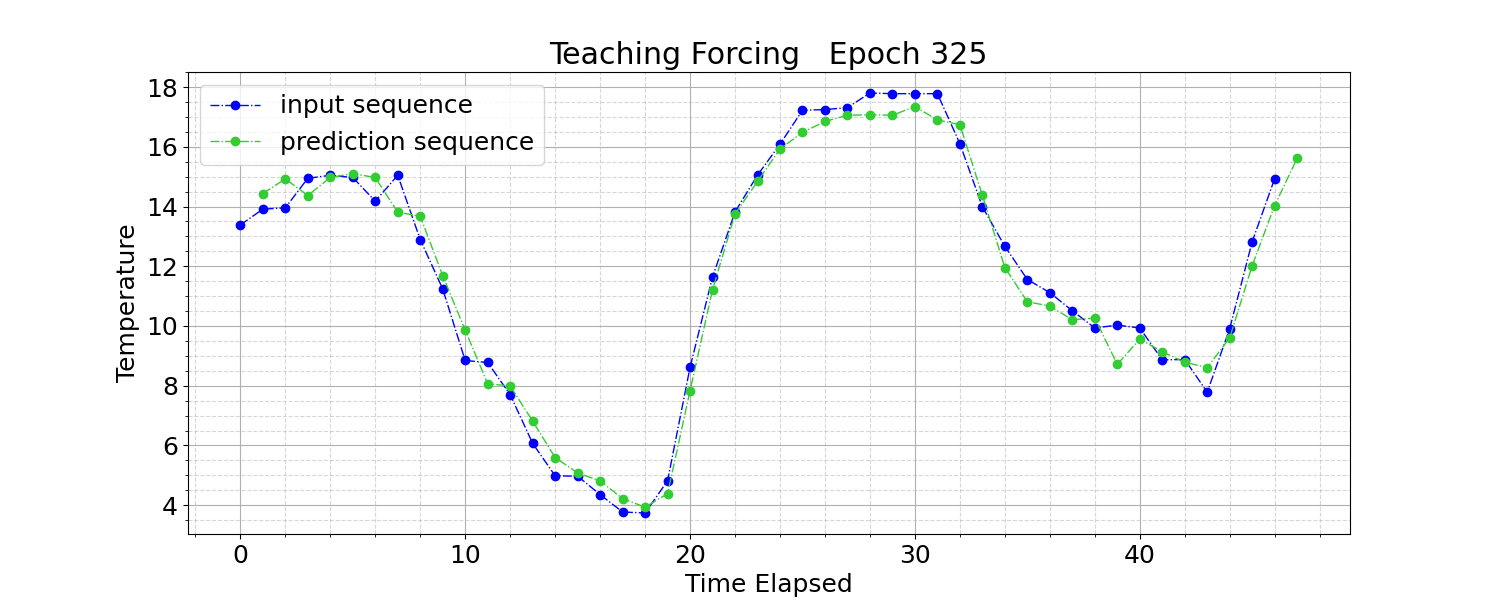 Teaching Forcing   Epoch 325
input sequence
prediction sequence
18
16
14
12
10
8
6
4
Temperature
0 10 20 30 40
Time Elapsed